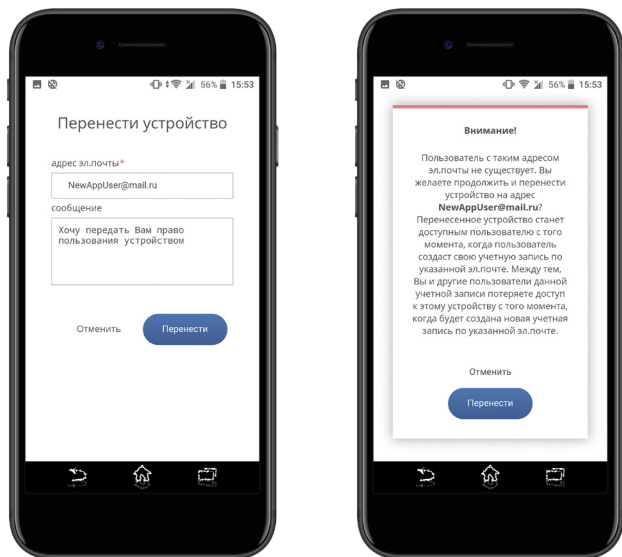 56% 15:53
Перенести устройство
адрес эл.почты*
NewAppUser@mail.ru
сообщение
Хочу передать Вам право
пользования устройством
Отменить
Перенести
56% 15:53
Внимание!
Пользователь с таким адресом
эл.почты не существует. Вы
желаете продолжить и перенести
устройство на адрес
NewAppUser@mail.ru?
Перенесенное устройство станет
доступным пользователю с того
момента, когда пользователь
создаст свою учетную запись по
указанной эл.почте. Между тем,
Вы и другие пользователи данной
учетной записи потеряете доступ
к этому устройству с того момента,
когда будет создана новая учетная
запись по указанной эл.почте.
Отменить
Перенести